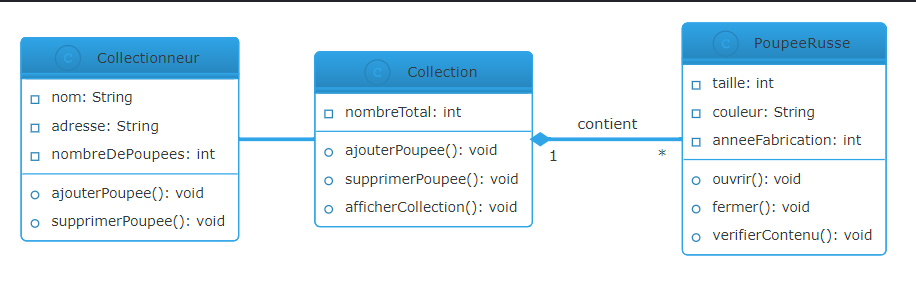 C Collectionneur
nom: String
adresse: String
nombreDePoupees: int
ajouterPoupee(): void
supprimerPoupee(): void
C Collection
nombreTotal: int
ajouterPoupee(): void
supprimerPoupee(): void
afficherCollection(): void
contient
1
*
C PoupeeRusse
taille: int
couleur: String
anneeFabrication: int
ouvrir(): void
fermer(): void
verifierContenu(): void